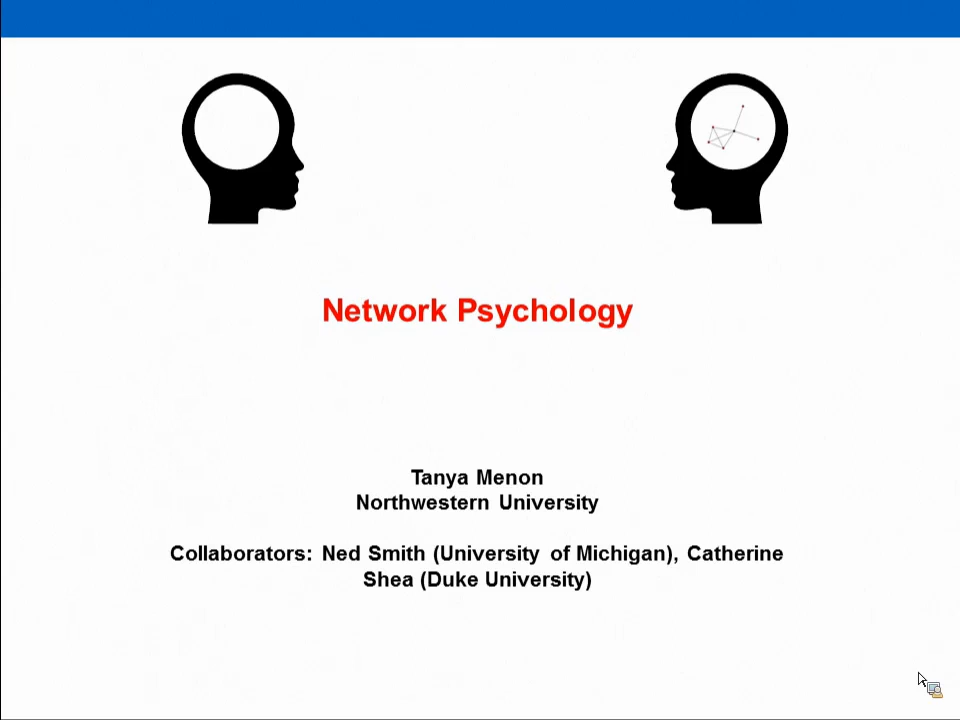 Network Psychology
Tanya Menon
Northwestern University
Collaborators: Ned Smith (University of Michigan), Catherine
Shea (Duke University)